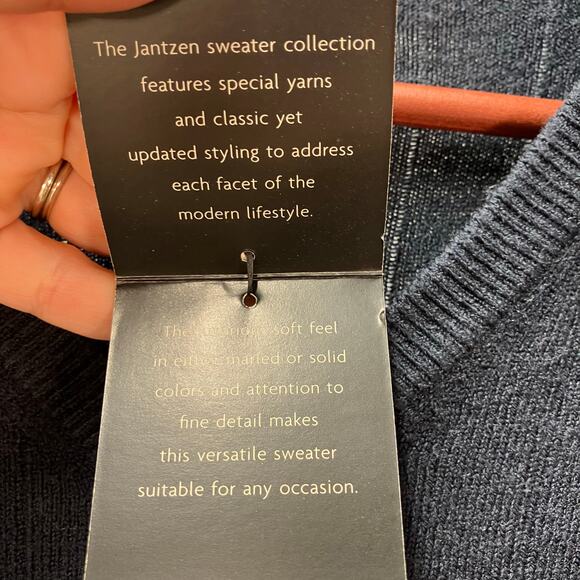 The Jantzen sweater collection
features special yarns
and classic yet
updated styling to address
each facet of the
modern lifestyle.
The luxurious soft feel
in either marled or solid
colors and attention to
fine detail makes
this versatile sweater
suitable for any occasion.